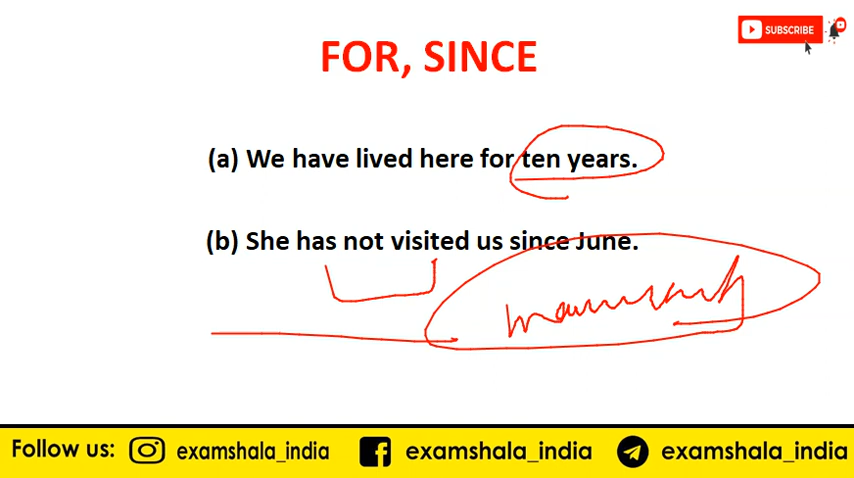 SUBSCRIBE
FOR, SINCE
(a) We have lived here for ten years.
(b) She has not visited us since June.
Follow us: examshala_india examshala_india examshala_india